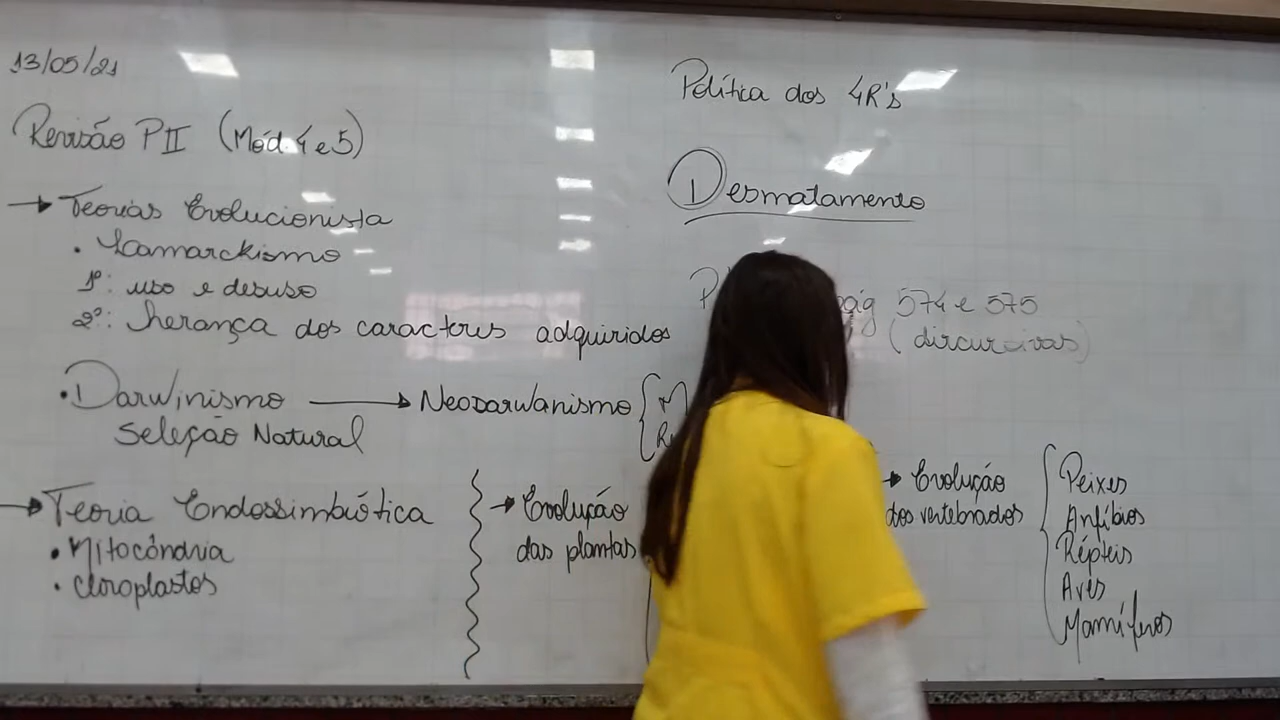 13/05/21
Revisão PII (Mód. 4 e 5)
→ Teorias Evolucionista
• Lamarckismo
1º: uso e desuso
2º: herança dos caracteres adquiridos
• Darwinismo → Neodarwanismo
Seleção Natural
→ Teoria Endossimbiótica
• Mitocôndria
• Cloroplastos
→ Evolução
das plantas
Política dos 4R's
Desmatamento
pág 574 e 575
(discursivas)
→ Evolução
dos vertebrados
Peixes
Anfíbios
Répteis
Aves
Mamíferos